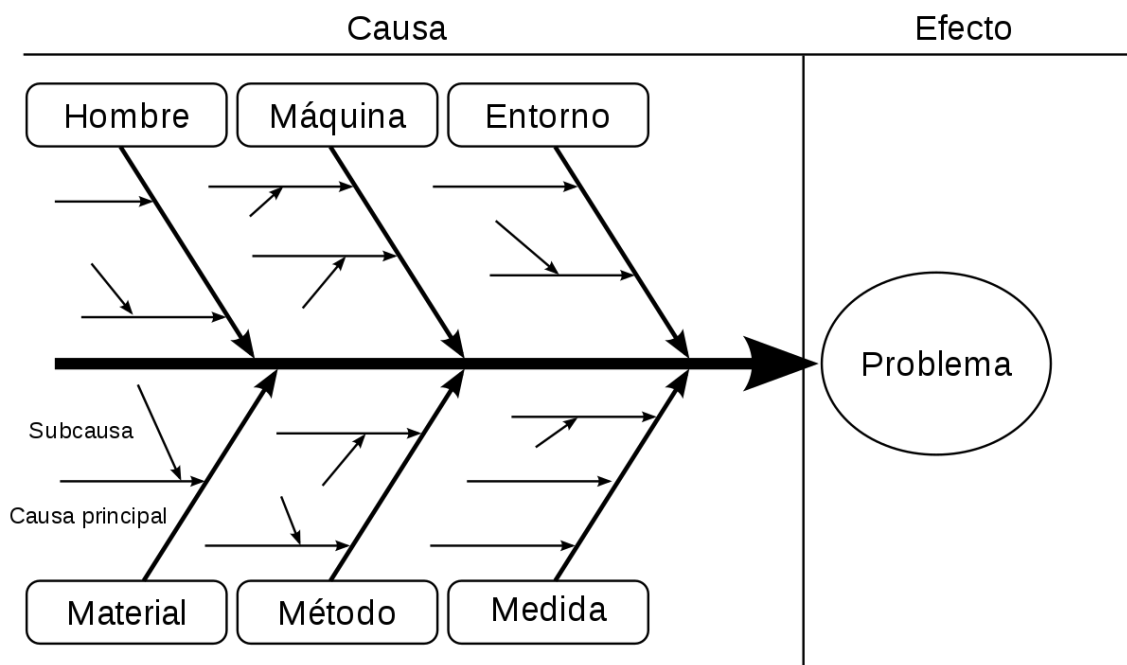 Causa
Efecto
Hombre
Máquina
Entorno
Problema
Subcausa
Causa principal
Material
Método
Medida